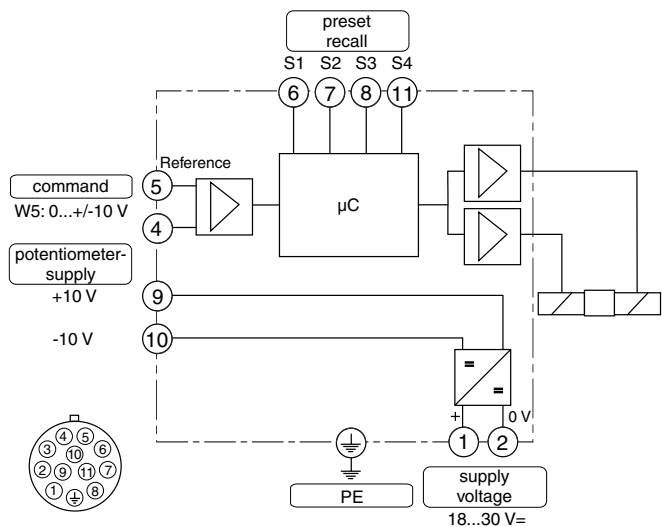 preset
recall
S1 S2 S3 S4
6 7 8 11
Reference
5
command
W5: 0...+/-10 V
4
µC
potentiometer-
supply
+10 V
9
-10 V
10
=
=
+ 0 V
1 2
PE
supply
voltage
18...30 V=
4 5
3 10 6
2 9 11 7
1 8